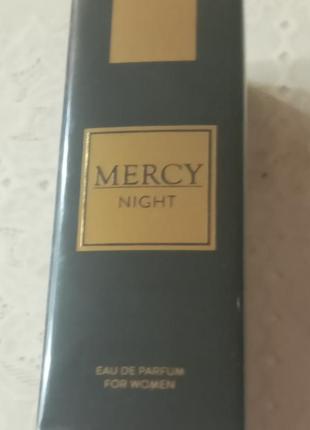 MERCY
NIGHT
EAU DE PARFUM
FOR WOMEN